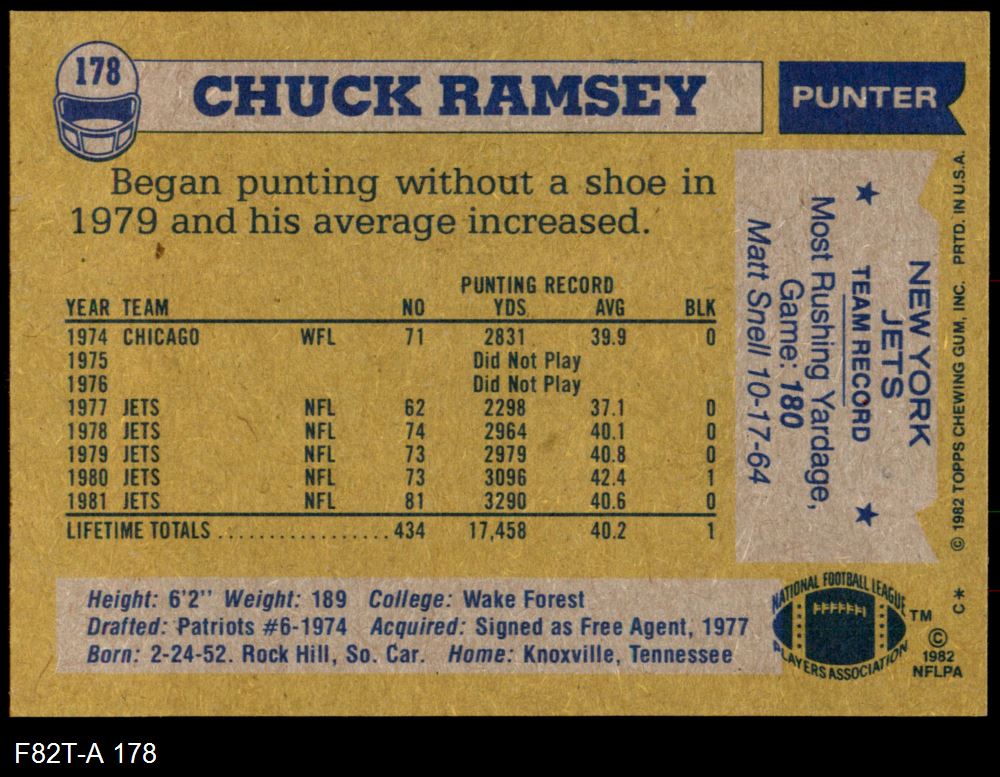 178
CHUCK RAMSEY
PUNTER
Began punting without a shoe in
1979 and his average increased.
PUNTING RECORD
YEAR TEAM NO YDS. AVG BLK
1974 CHICAGO WFL 71 2831 39.9 0
1975 Did Not Play
1976 Did Not Play
1977 JETS NFL 62 2298 37.1 0
1978 JETS NFL 74 2964 40.1 0
1979 JETS NFL 73 2979 40.8 0
1980 JETS NFL 73 3096 42.4 1
1981 JETS NFL 81 3290 40.6 0
LIFETIME TOTALS ................. 434 17,458 40.2 1
NEW YORK
JETS
★ TEAM RECORD ★
Most Rushing Yardage,
Game: 180
Matt Snell 10-17-64
© 1982 TOPPS CHEWING GUM, INC. PRTD. IN U.S.A.
Height: 6'2" Weight: 189 College: Wake Forest
Drafted: Patriots #6-1974 Acquired: Signed as Free Agent, 1977
Born: 2-24-52. Rock Hill, So. Car. Home: Knoxville, Tennessee
NATIONAL FOOTBALL LEAGUE
PLAYERS ASSOCIATION
TM
C*
©
1982
NFLPA
F82T-A 178